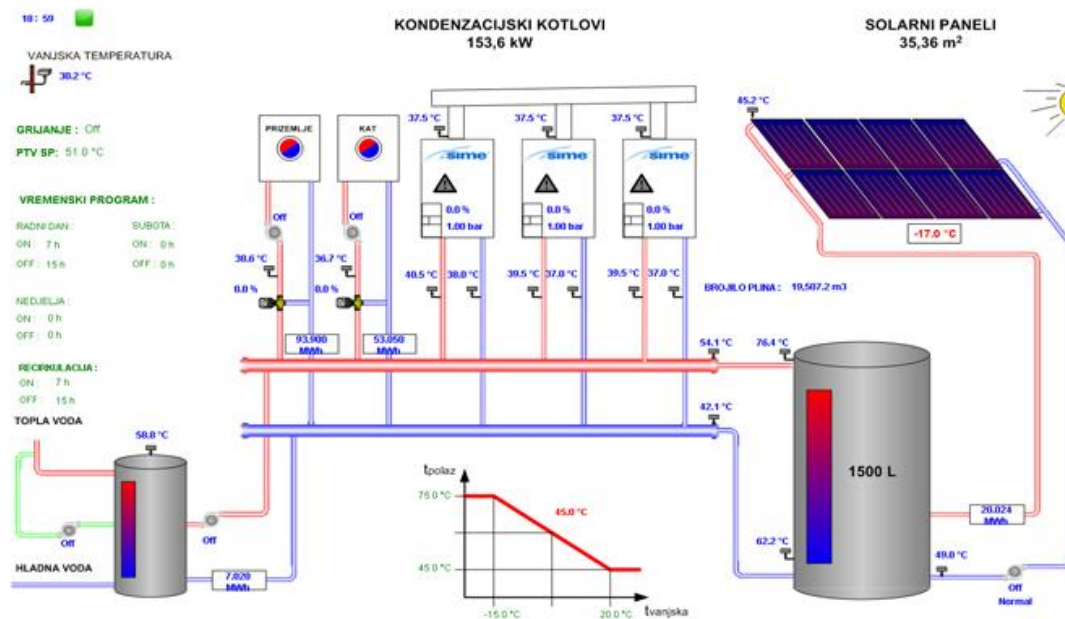 18: 59
KONDENZACIJSKI KOTLOVI
153,6 kW
SOLARNI PANELI
35,36 m²
VANJSKA TEMPERATURA
30.2 °C
GRIJANJE : Off
PTV SP: 51.0 °C
VREMENSKI PROGRAM :
RADNI DAN :
ON : 7 h
OFF : 15 h
SUBOTA :
ON : 0 h
OFF : 0 h
NEDJELJA :
ON : 0 h
OFF : 0 h
RECIRKULACIJA :
ON : 7 h
OFF : 15 h
TOPLA VODA
58.8 °C
Off
Off
HLADNA VODA
7.020
MWh
PRIZEMLJE
KAT
Off
Off
38.6 °C
36.7 °C
0.0 %
0.0 %
93.900
MWh
53.050
MWh
37.5 °C
37.5 °C
37.5 °C
sime
sime
sime
0.0 %
1.00 bar
0.0 %
1.00 bar
0.0 %
1.00 bar
40.5 °C
38.0 °C
39.5 °C
37.0 °C
39.5 °C
37.0 °C
45.2 °C
-17.0 °C
BROJILO PLINA : 19,507.2 m3
54.1 °C
76.4 °C
42.1 °C
1500 L
62.2 °C
20.024
MWh
49.0 °C
Off
Normal
tpolaz
75.0 °C
45.0 °C
45.0 °C
-15.0 °C
20.0 °C
tvanjska